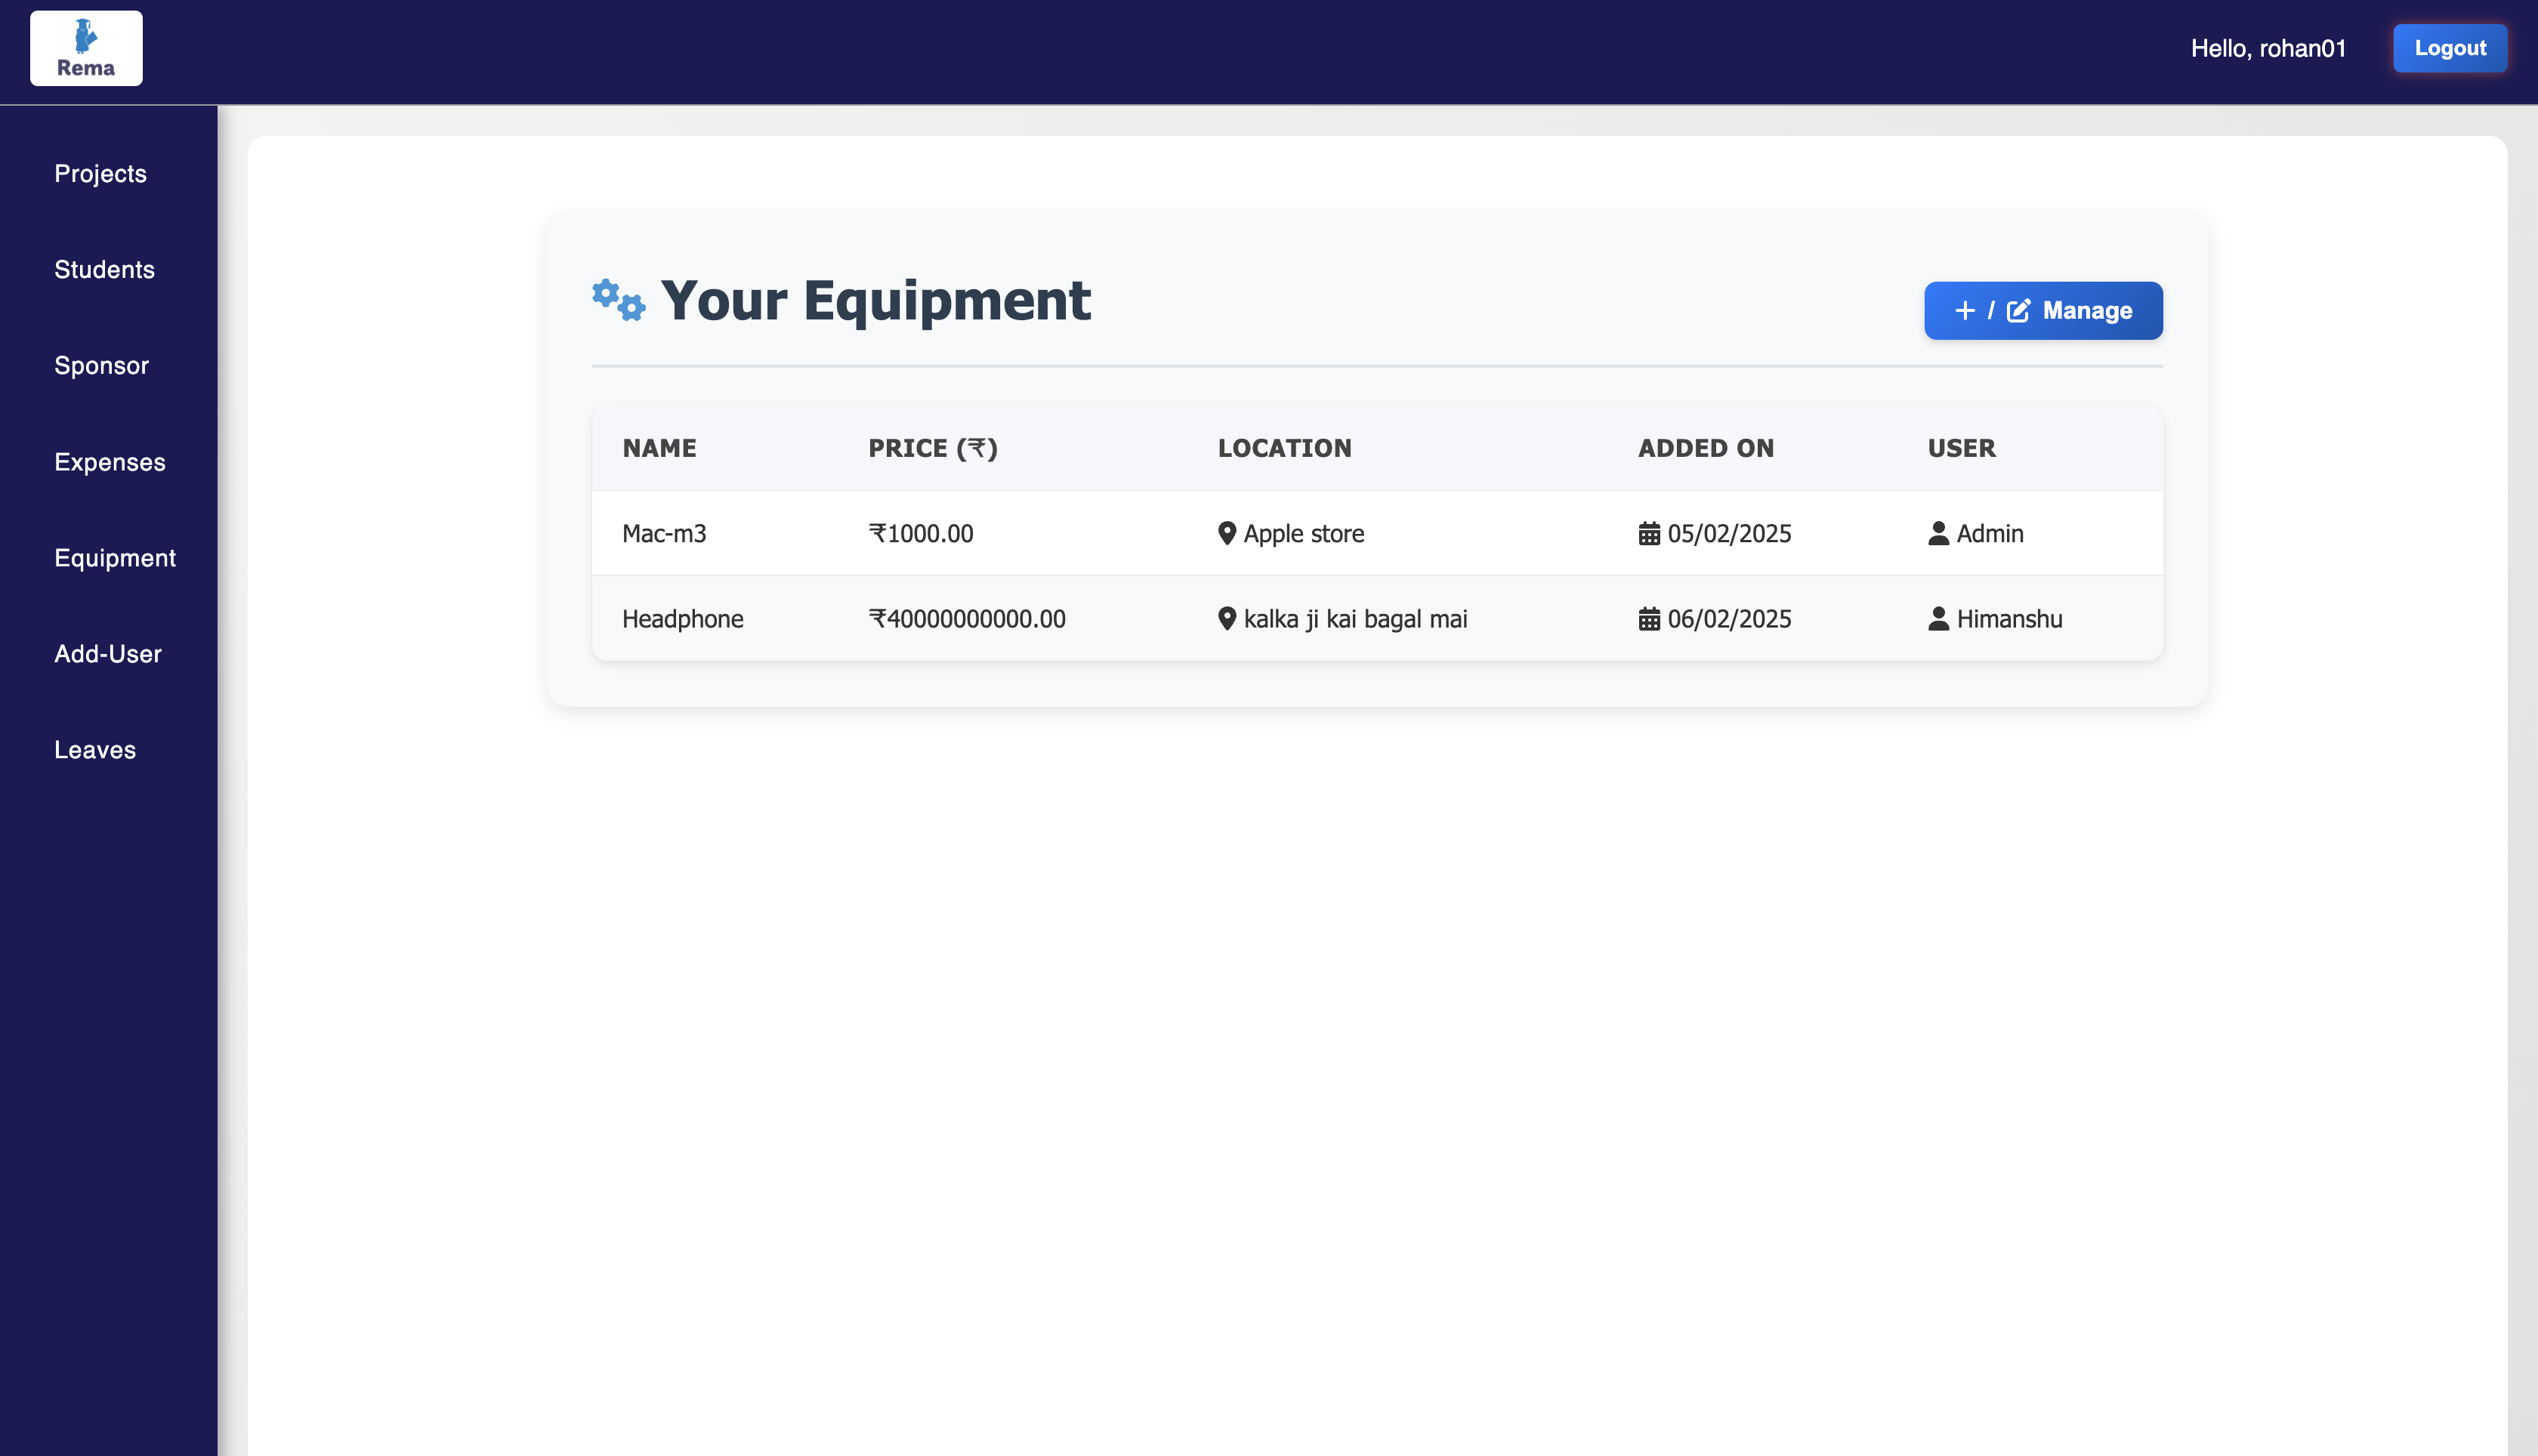 Rema
Hello, rohan01
Logout
Projects
Students
Sponsor
Expenses
Equipment
Add-User
Leaves
Your Equipment
+ / Manage
NAME PRICE (₹) LOCATION ADDED ON USER
Mac-m3 ₹1000.00 Apple store 05/02/2025 Admin
Headphone ₹40000000000.00 kalka ji kai bagal mai 06/02/2025 Himanshu